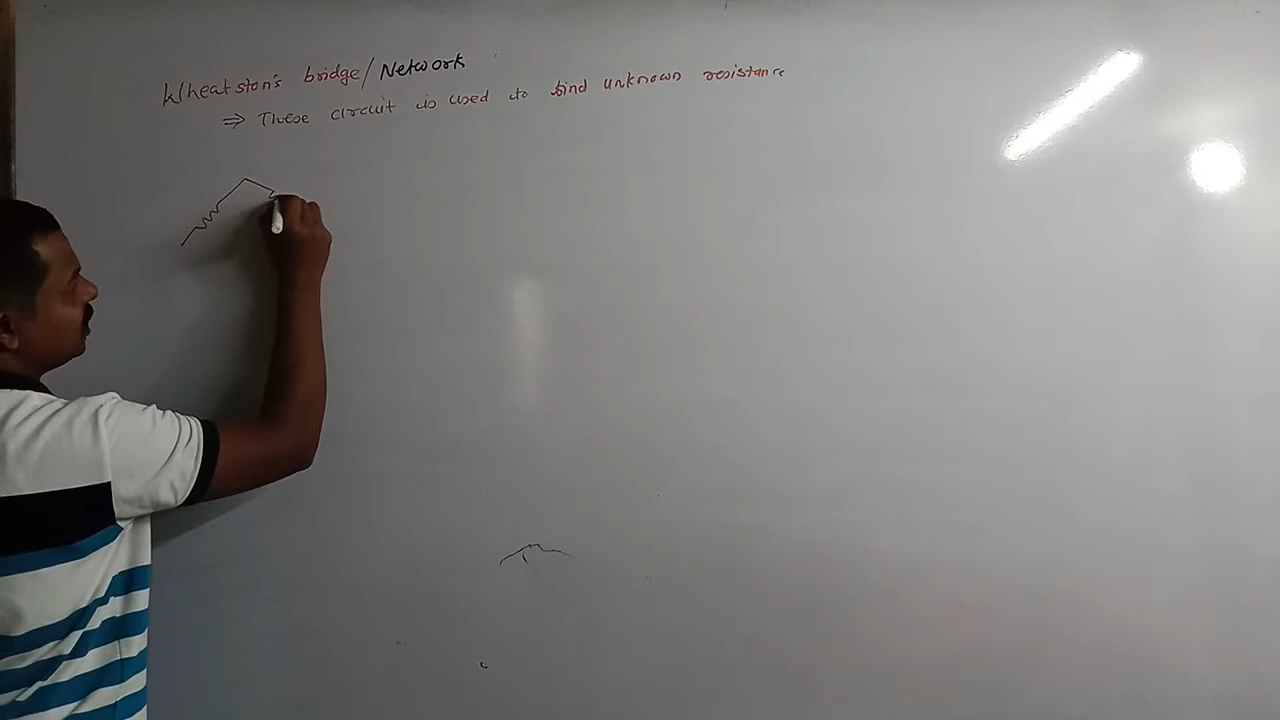 Wheatston's bridge/Network
⇒ These circuit is used to find unknown resistance